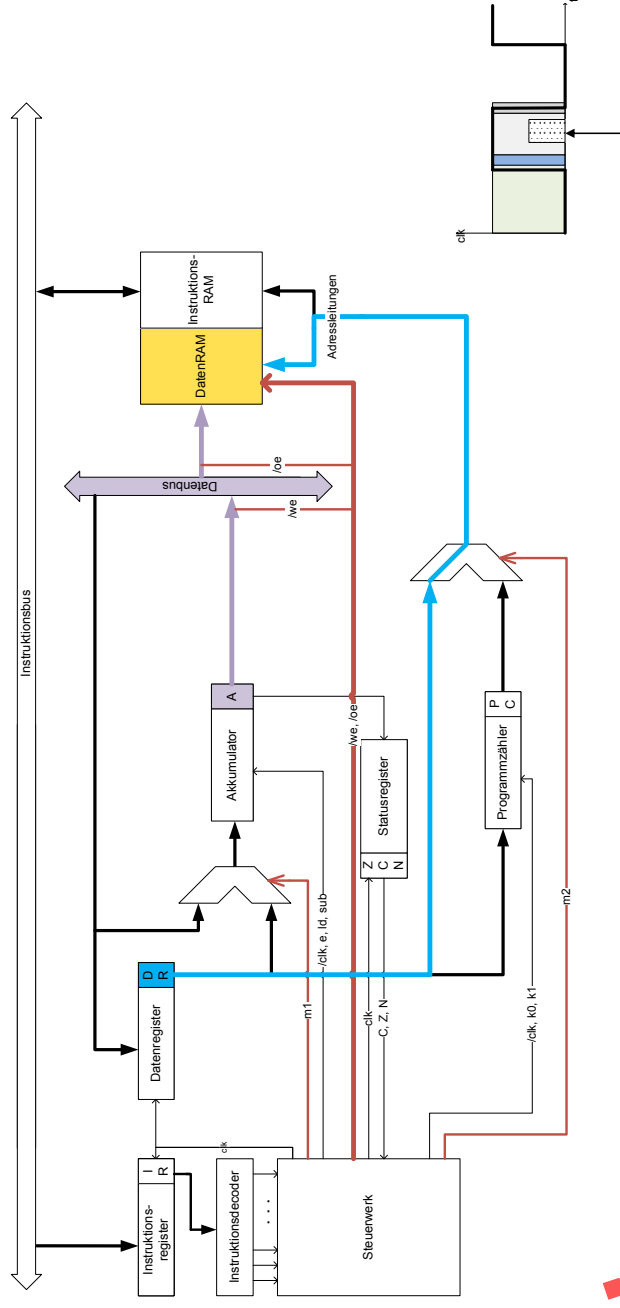 Instruktionsbus
Instruktions-
register
I
R
Datenregister
D
R
Instruktionsdecoder
. . .
Steuerwerk
clk
m1
/clk, e, ld, sub
/we, /oe
clk
C, Z, N
/clk, k0, k1
m2
Akkumulator
A
Z
C
N
Statusregister
Programmzähler
P
C
Datenbus
/we
/oe
DatenRAM
Instruktions-
RAM
Adressleitungen
clk